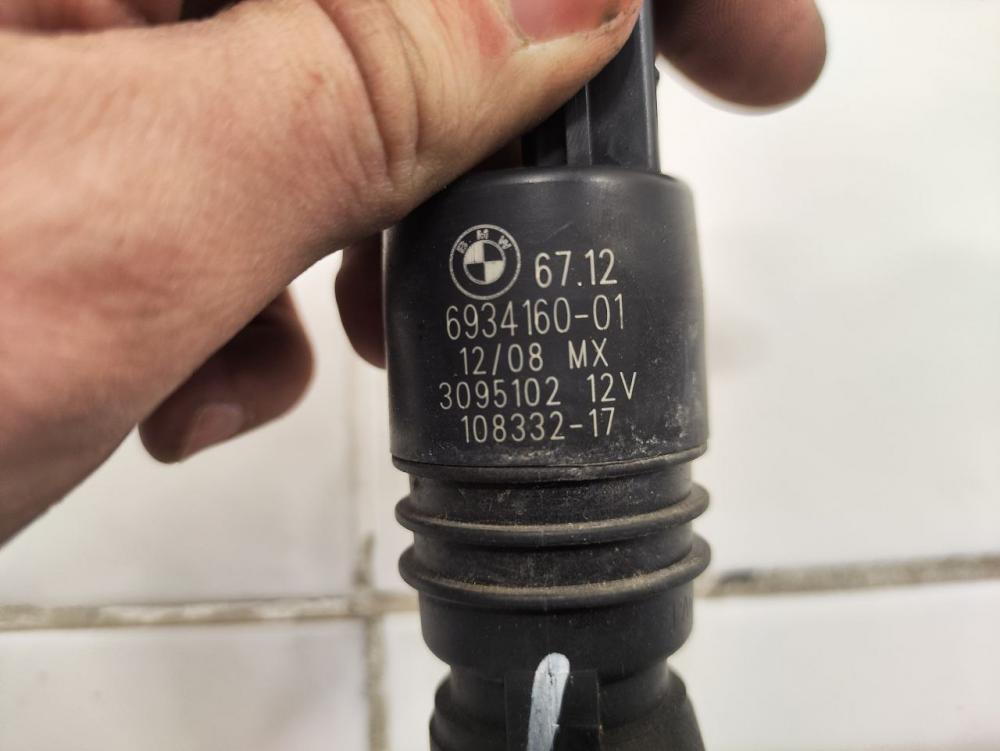 BMW 67.12
6934160-01
12/08 MX
3095102 12V
108332-17